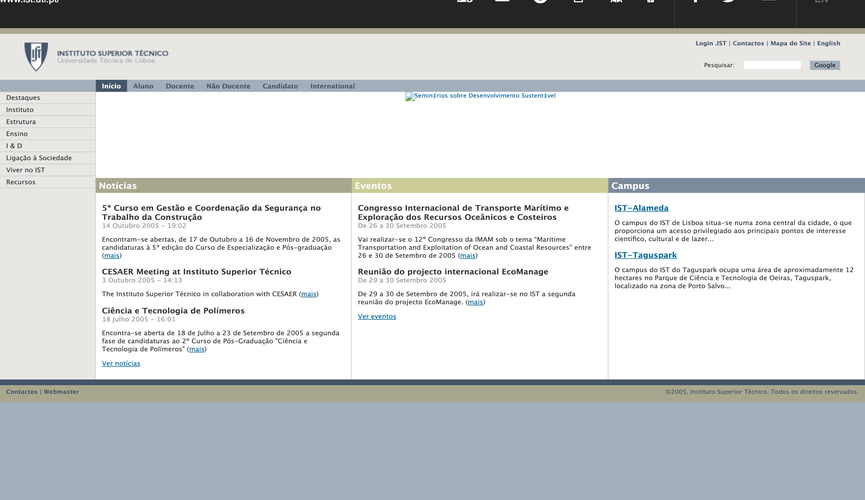 www.ist.utl.pt/
EN
INSTITUTO SUPERIOR TÉCNICO
Universidade Técnica de Lisboa
Login .IST | Contactos | Mapa do Site | English
Pesquisar:
Google
Início Aluno Docente Não Docente Candidato International
Destaques
Instituto
Estrutura
Ensino
I & D
Ligação à Sociedade
Viver no IST
Recursos
Notícias
5º Curso em Gestão e Coordenação da Segurança no
Trabalho da Construção
14 Outubro 2005 - 19:02
Encontram-se abertas, de 17 de Outubro a 16 de Novembro de 2005, as
candidaturas à 5ª edição do Curso de Especialização e Pós-graduação
(mais)
CESAER Meeting at Instituto Superior Técnico
3 Outubro 2005 - 14:13
The Instituto Superior Técnico in collaboration with CESAER (mais)
Ciência e Tecnologia de Polímeros
18 Julho 2005 - 16:01
Encontra-se aberta de 18 de Julho a 23 de Setembro de 2005 a segunda
fase de candidaturas ao 2º Curso de Pós-Graduação "Ciência e
Tecnologia de Polímeros" (mais)
Ver notícias
Eventos
Congresso Internacional de Transporte Marítimo e
Exploração dos Recursos Oceânicos e Costeiros
De 26 a 30 Setembro 2005
Vai realizar-se o 12º Congresso da IMAM sob o tema "Maritime
Transportation and Exploitation of Ocean and Coastal Resources" entre
26 e 30 de Setembro de 2005 (mais)
Reunião do projecto internacional EcoManage
De 29 a 30 Setembro 2005
De 29 a 30 de Setembro de 2005, irá realizar-se no IST a segunda
reunião do projecto EcoManage. (mais)
Ver eventos
Campus
IST-Alameda
O campus do IST de Lisboa situa-se numa zona central da cidade, o que
proporciona um acesso privilegiado aos principais pontos de interesse
científico, cultural e de lazer...
IST-Taguspark
O campus do IST do Taguspark ocupa uma área de aproximadamente 12
hectares no Parque de Ciência e Tecnologia de Oeiras, Taguspark,
localizado na zona de Porto Salvo...
Contactos | Webmaster
©2005, Instituto Superior Técnico. Todos os direitos reservados.